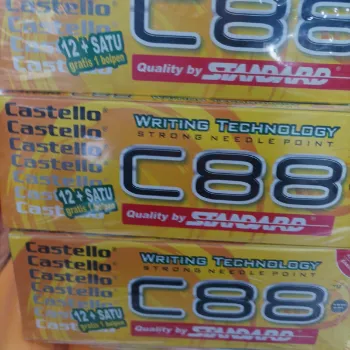 Castello
Castello
Castello
12 + SATU
gratis 1 bolpen
C88
Quality by STANDARD
Castello
Castello
Castello
Castello
Castello
12 + SATU
gratis 1 bolpen
WRITING TECHNOLOGY
STRONG NEEDLE POINT
C88
Quality by STANDARD
Castello
Castello
Castello
Castello
12 + SATU
gratis 1 bolpen
WRITING TECHNOLOGY
STRONG NEEDLE POINT
C88
Quality by STANDARD